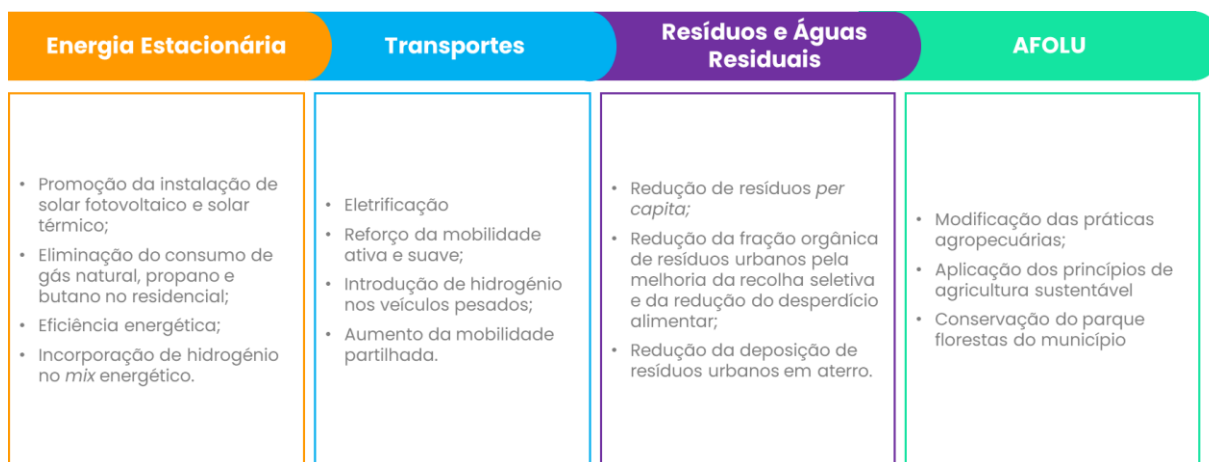 Energia Estacionária
Transportes
Resíduos e Águas
Residuais
AFOLU
• Promoção da instalação de
solar fotovoltaico e solar
térmico;
• Eliminação do consumo de
gás natural, propano e
butano no residencial;
• Eficiência energética;
• Incorporação de hidrogénio
no mix energético.
• Eletrificação
• Reforço da mobilidade
ativa e suave;
• Introdução de hidrogénio
nos veículos pesados;
• Aumento da mobilidade
partilhada.
• Redução de resíduos per
capita;
• Redução da fração orgânica
de resíduos urbanos pela
melhoria da recolha seletiva
e da redução do desperdício
alimentar;
• Redução da deposição de
resíduos urbanos em aterro.
• Modificação das práticas
agropecuárias;
• Aplicação dos princípios de
agricultura sustentável
• Conservação do parque
florestas do município